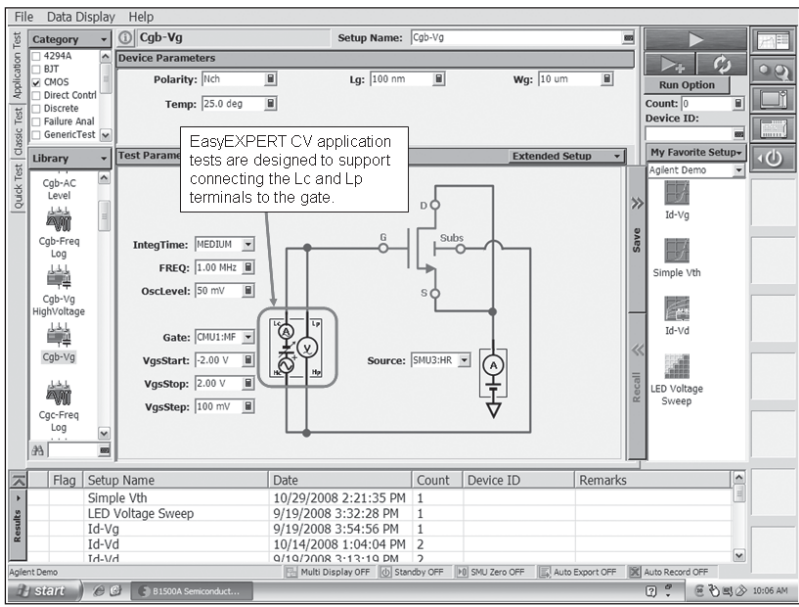 File Data Display Help
Application Test
Classic Test
Quick Test
Category
4294A
BJT
CMOS
Direct Contrl
Discrete
Failure Anal
GenericTest
Library
Cgb-AC
Level
Cgb-Freq
Log
Cgb-Vg
HighVoltage
Cgb-Vg
Cgc-Freq
Log
Cgb-Vg
Setup Name: Cgb-Vg
Device Parameters
Polarity: Nch
Lg: 100 nm
Wg: 10 um
Temp: 25.0 deg
Test Parame
Extended Setup
EasyEXPERT CV application
tests are designed to support
connecting the Lc and Lp
terminals to the gate.
IntegTime: MEDIUM
FREQ: 1.00 MHz
OscLevel: 50 mV
Gate: CMU1:MF
VgsStart: -2.00 V
VgsStop: 2.00 V
VgsStep: 100 mV
D
G
Subs
S
Lc
Lp
A
V
Hc
Hp
Source: SMU3:HR
A
Save
Recall
Run Option
Count: 0
Device ID:
My Favorite Setup
Agilent Demo
Id-Vg
Simple Vth
Id-Vd
LED Voltage
Sweep
Results
Flag Setup Name Date Count Device ID Remarks
Simple Vth 10/29/2008 2:21:35 PM 1
LED Voltage Sweep 9/19/2008 3:32:28 PM 1
Id-Vg 9/19/2008 3:54:56 PM 1
Id-Vd 10/14/2008 1:04:04 PM 2
Id-Vd 9/19/2008 3:13:19 PM 2
Agilent Demo
Multi Display OFF Standby OFF SMU Zero OFF Auto Export OFF Auto Record OFF
start
B1500A Semiconduct...
10:06 AM